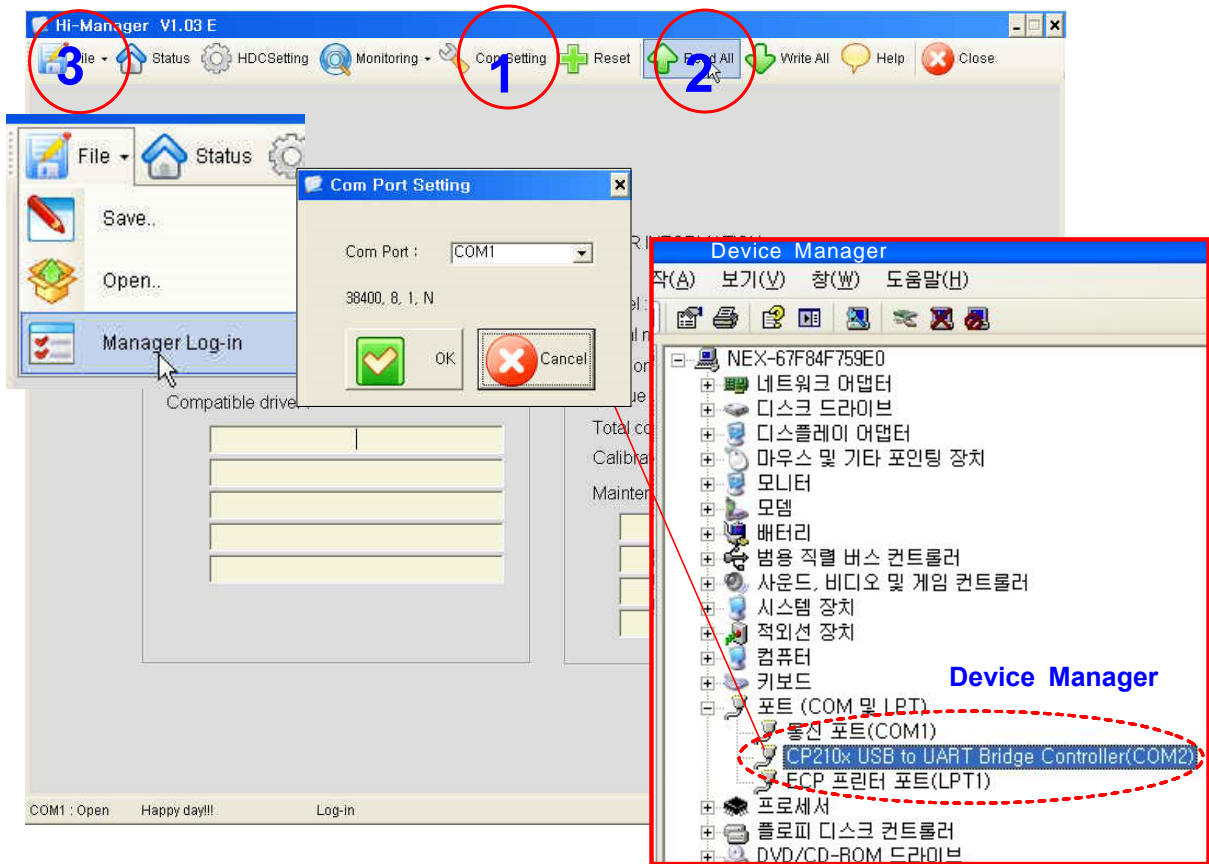 Hi-Manager V1.03 E
File Status HDCSetting Monitoring Com Setting Reset Read All Write All Help Close
3
1
2
File Status
Save..
Open..
Manager Log-in
Com Port Setting
Com Port : COM1
38400, 8, 1, N
OK Cancel
Compatible driver
Total co
Calibra
Mainter
COM1 : Open Happy day!!! Log-in
Device Manager
작(A) 보기(V) 창(W) 도움말(H)
NEX-67F84F759E0
네트워크 어댑터
디스크 드라이브
디스플레이 어댑터
마우스 및 기타 포인팅 장치
모니터
모뎀
배터리
범용 직렬 버스 컨트롤러
사운드, 비디오 및 게임 컨트롤러
시스템 장치
적외선 장치
컴퓨터
키보드
Device Manager
포트 (COM 및 LPT)
통신 포트(COM1)
CP210x USB to UART Bridge Controller(COM2)
ECP 프린터 포트(LPT1)
프로세서
플로피 디스크 컨트롤러
DVD/CD-ROM 드라이브